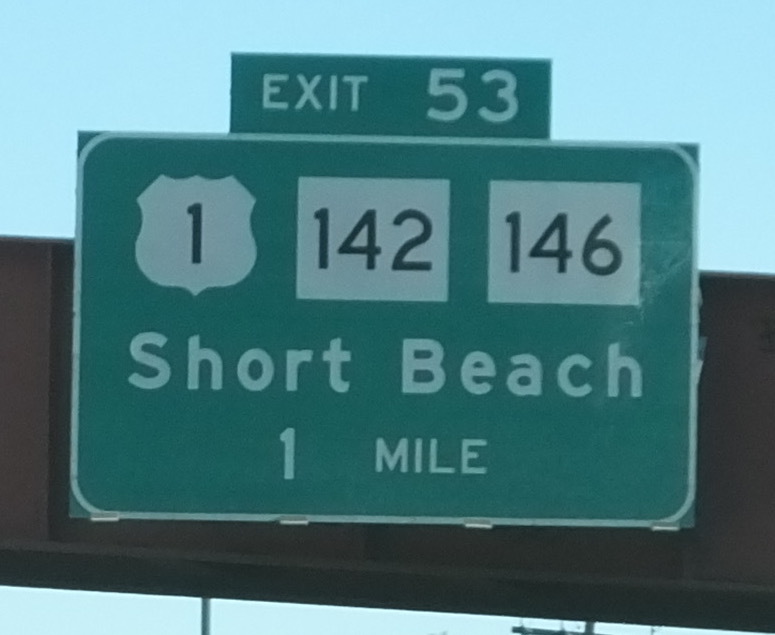 EXIT 53
1 142 146
Short Beach
1 MILE